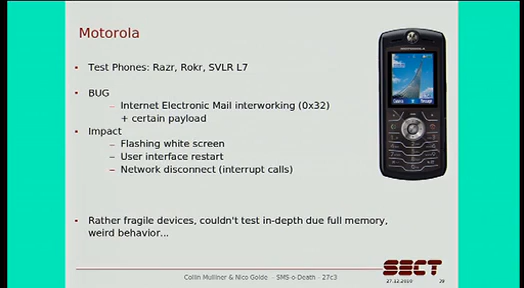 Motorola
• Test Phones: Razr, Rokr, SVLR L7
• BUG
– Internet Electronic Mail interworking (0x32)
+ certain payload
• Impact
– Flashing white screen
– User interface restart
– Network disconnect (interrupt calls)
• Rather fragile devices, couldn't test in-depth due full memory,
weird behavior...
SECT
Collin Mulliner & Nico Golde - SMS-o-Death - 27c3
27.12.2010